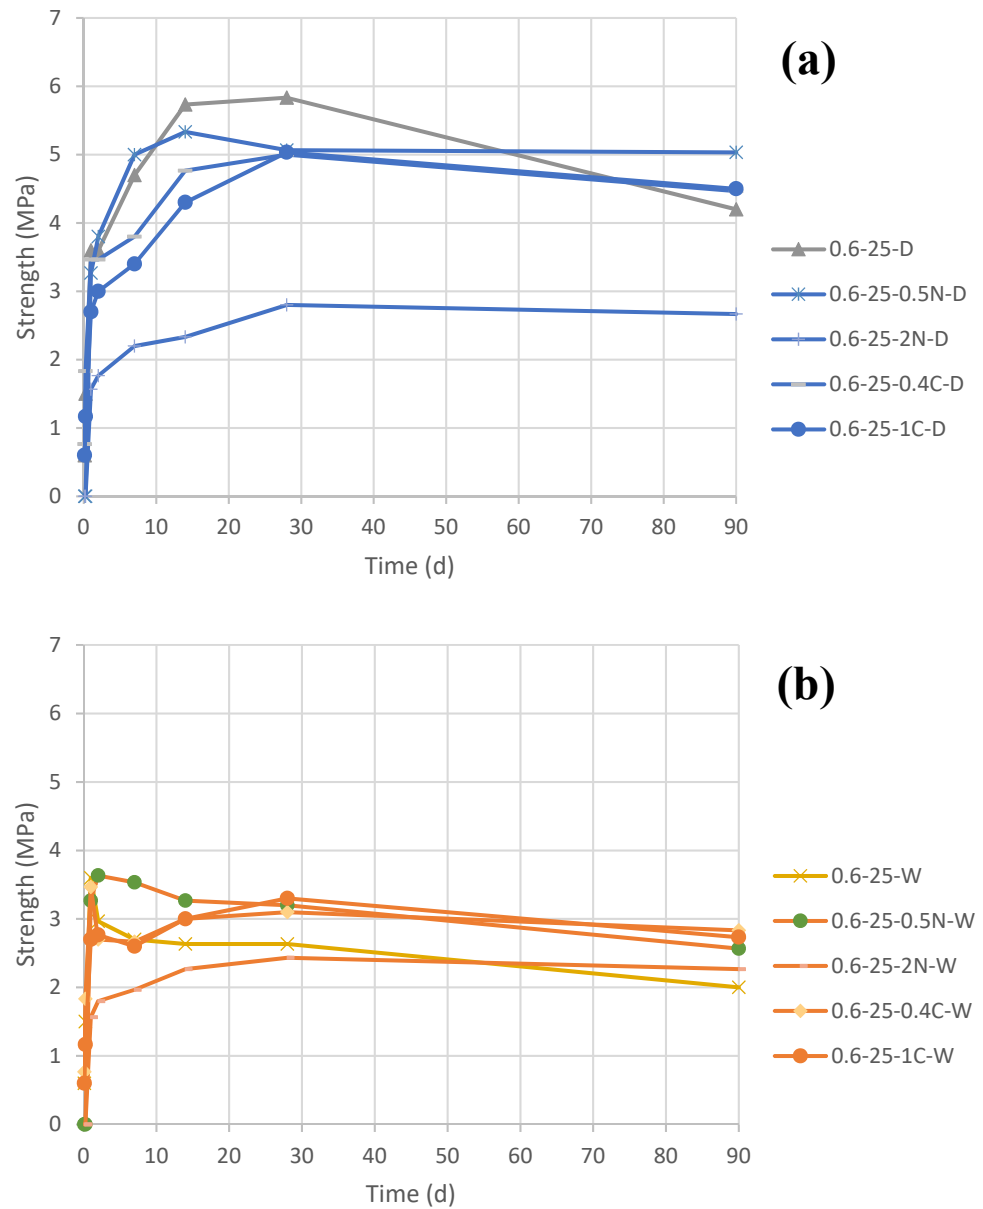 (a)
7
6
5
4
3
2
1
0
Strength (MPa)
0 10 20 30 40 50 60 70 80 90
Time (d)
0.6-25-D
0.6-25-0.5N-D
0.6-25-2N-D
0.6-25-0.4C-D
0.6-25-1C-D
(b)
7
6
5
4
3
2
1
0
Strength (MPa)
0 10 20 30 40 50 60 70 80 90
Time (d)
0.6-25-W
0.6-25-0.5N-W
0.6-25-2N-W
0.6-25-0.4C-W
0.6-25-1C-W